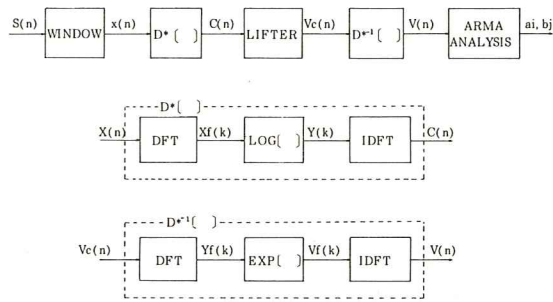 S(n) x(n) C(n) Vc(n) V(n) ai, bj
WINDOW D*( ) LIFTER D*⁻¹( ) ARMA
ANALYSIS
D*( )
X(n) Xf(k) Y(k) C(n)
DFT LOG( ) IDFT
D*⁻¹( )
Vc(n) Yf(k) Vf(k) V(n)
DFT EXP( ) IDFT